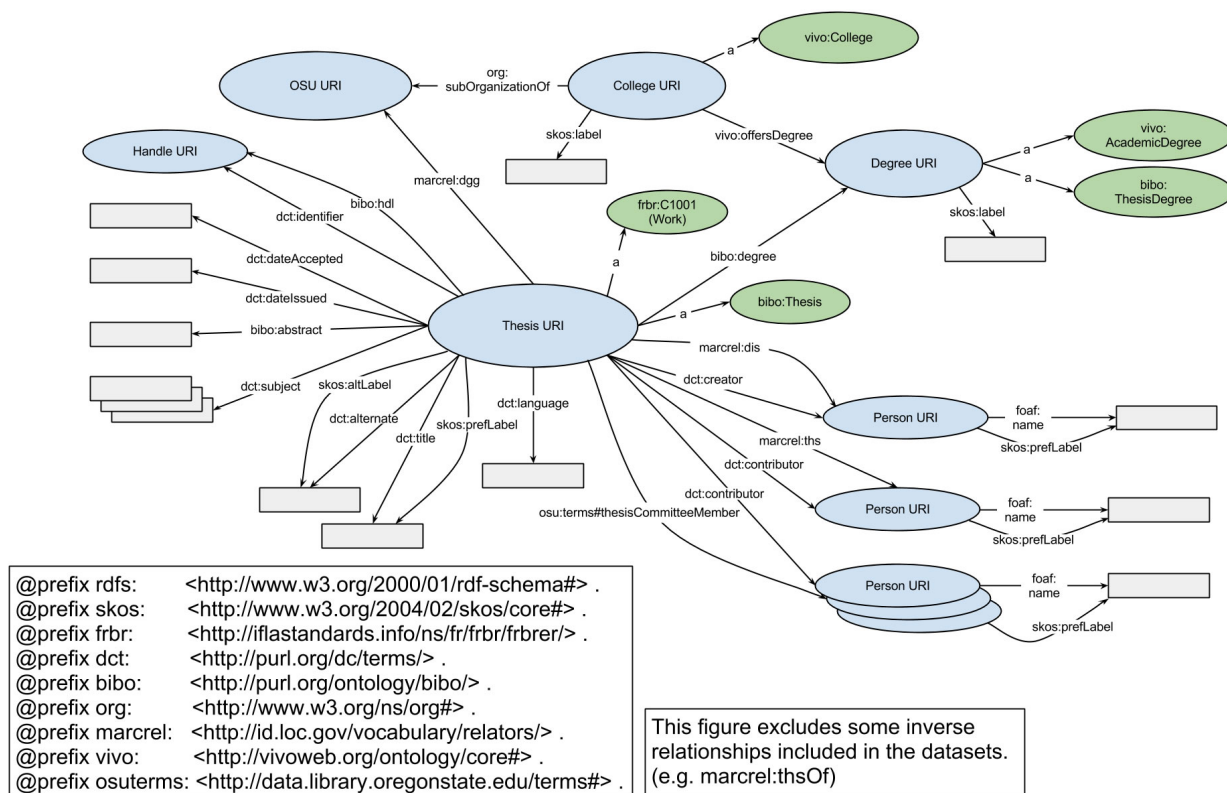 vivo:College
org:
subOrganizationOf
OSU URI
College URI
a
skos:label
vivo:offersDegree
vivo:
AcademicDegree
Handle URI
Degree URI
a
a
bibo:
ThesisDegree
marcrel:dgg
bibo:hdl
dct:identifier
frbr:C1001
(Work)
skos:label
dct:dateAccepted
a
bibo:degree
dct:dateIssued
bibo:Thesis
a
Thesis URI
bibo:abstract
marcrel:dis
dct:subject
skos:altLabel
dct:creator
dct:alternate
dct:language
skos:prefLabel
dct:title
Person URI
foaf:
name
skos:prefLabel
marcrel:ths
dct:contributor
dct:contributor
osu:terms#thesisCommitteeMember
Person URI
foaf:
name
skos:prefLabel
Person URI
foaf:
name
skos:prefLabel
@prefix rdfs: <http://www.w3.org/2000/01/rdf-schema#> .
@prefix skos: <http://www.w3.org/2004/02/skos/core#> .
@prefix frbr: <http://iflastandards.info/ns/fr/frbr/frbrer/> .
@prefix dct: <http://purl.org/dc/terms/> .
@prefix bibo: <http://purl.org/ontology/bibo/> .
@prefix org: <http://www.w3.org/ns/org#> .
@prefix marcrel: <http://id.loc.gov/vocabulary/relators/> .
@prefix vivo: <http://vivoweb.org/ontology/core#> .
@prefix osuterms: <http://data.library.oregonstate.edu/terms#> .
This figure excludes some inverse
relationships included in the datasets.
(e.g. marcrel:thsOf)